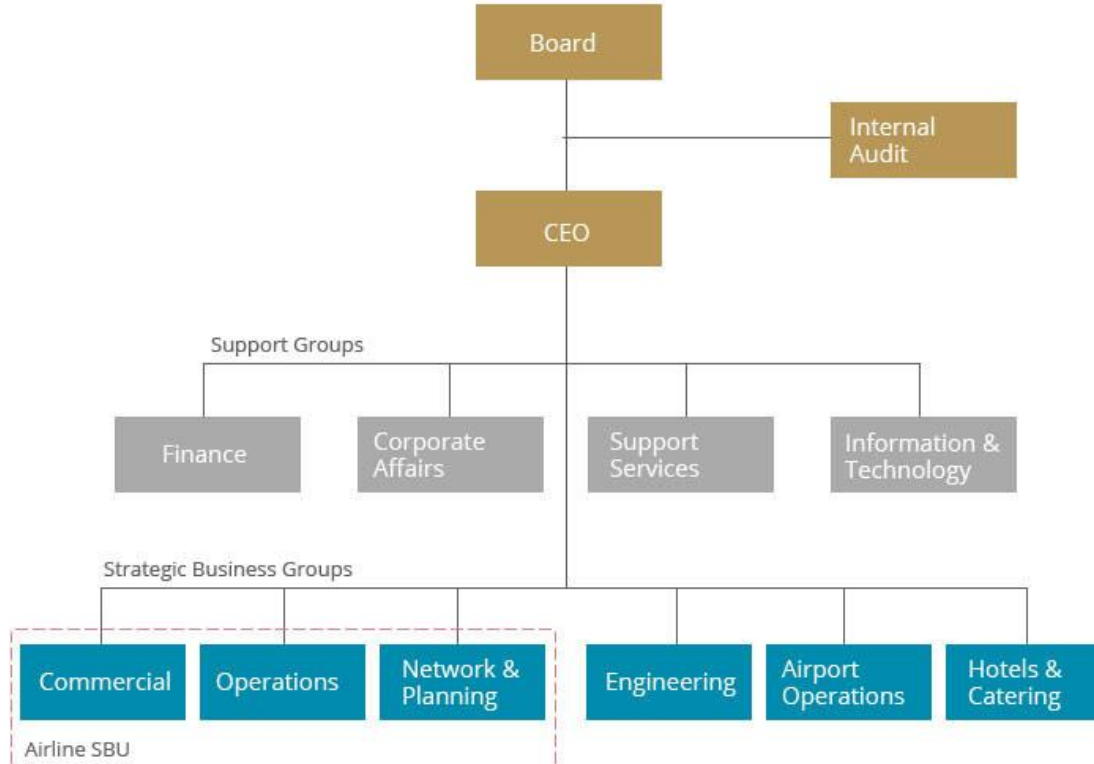 Board
Internal
Audit
CEO
Support Groups
Finance
Corporate
Affairs
Support
Services
Information &
Technology
Strategic Business Groups
Commercial
Operations
Network &
Planning
Engineering
Airport
Operations
Hotels &
Catering
Airline SBU